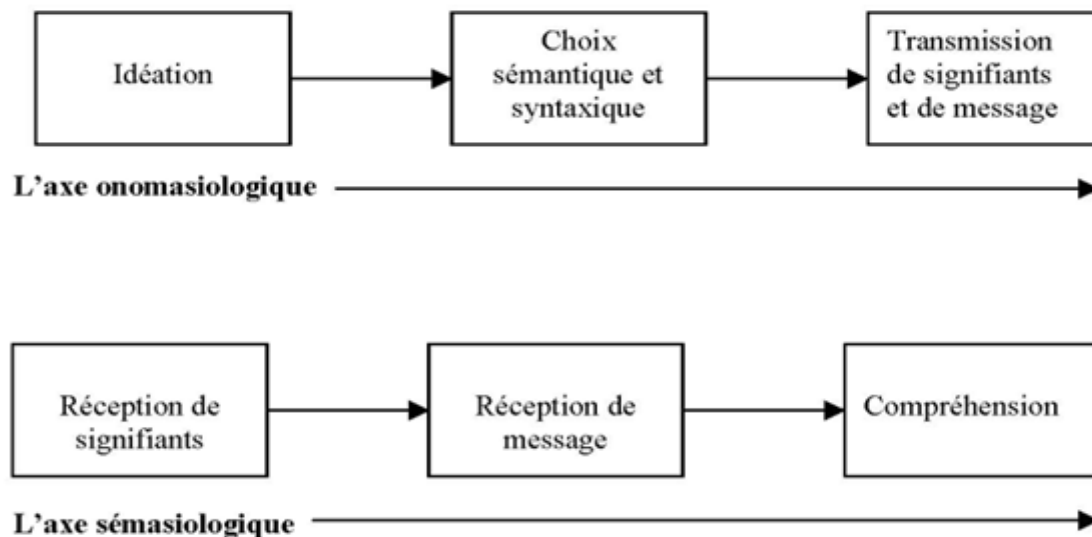 Idéation
Choix
sémantique et
syntaxique
Transmission
de signifiants
et de message
L’axe onomasiologique
Réception de
signifiants
Réception de
message
Compréhension
L’axe sémasiologique